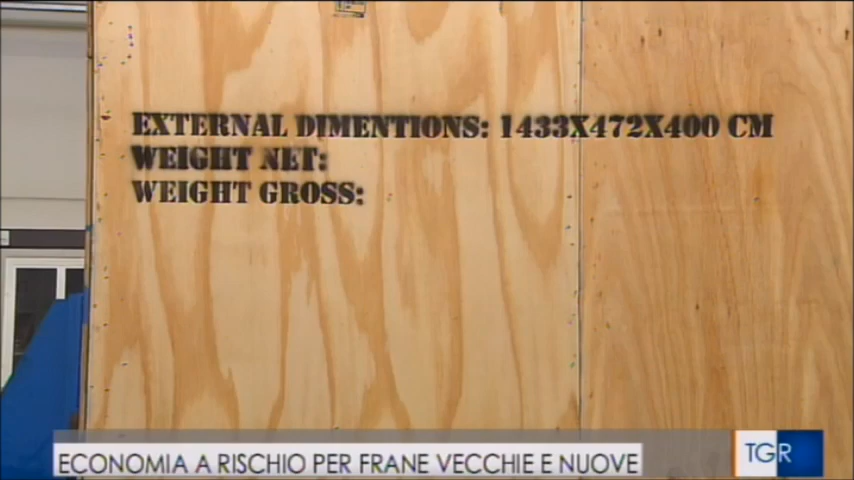 EXTERNAL DIMENTIONS: 1433X472X400 CM
WEIGHT NET:
WEIGHT GROSS:
ECONOMIA A RISCHIO PER FRANE VECCHIE E NUOVE
TGR